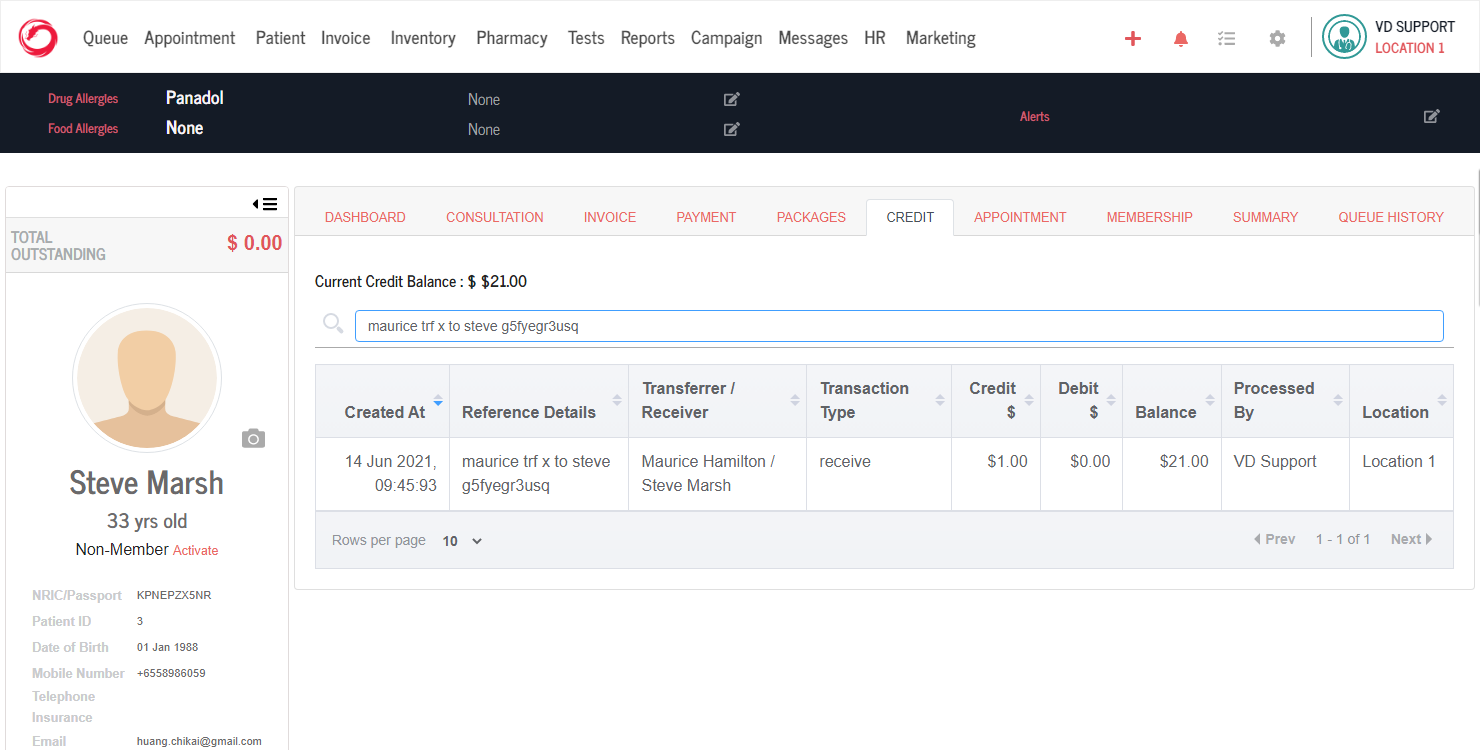 Queue Appointment Patient Invoice Inventory Pharmacy Tests Reports Campaign Messages HR Marketing
VD SUPPORT
LOCATION 1
Drug Allergies Panadol None
Food Allergies None None
Alerts
TOTAL
OUTSTANDING
$ 0.00
Steve Marsh
33 yrs old
Non-Member Activate
NRIC/Passport KPNEPZX5NR
Patient ID 3
Date of Birth 01 Jan 1988
Mobile Number +6558986059
Telephone
Insurance
Email huang.chikai@gmail.com
DASHBOARD CONSULTATION INVOICE PAYMENT PACKAGES CREDIT APPOINTMENT MEMBERSHIP SUMMARY QUEUE HISTORY
Current Credit Balance : $ $21.00
maurice trf x to steve g5fyegr3usq
Created At
Reference Details
Transferrer /
Receiver
Transaction
Type
Credit
$
Debit
$
Balance
Processed
By
Location
14 Jun 2021,
09:45:93
maurice trf x to steve
g5fyegr3usq
Maurice Hamilton /
Steve Marsh
receive
$1.00
$0.00
$21.00
VD Support
Location 1
Rows per page 10
Prev 1 - 1 of 1 Next